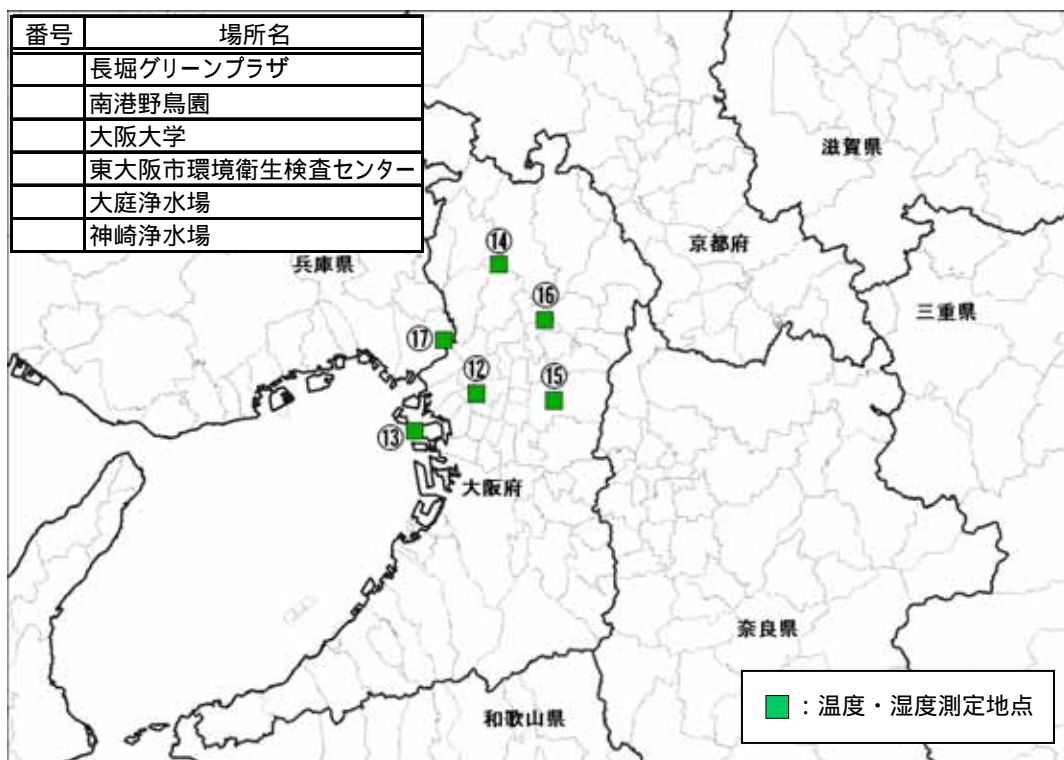 番号 場所名
長堀グリーンプラザ
南港野鳥園
大阪大学
東大阪市環境衛生検査センター
大庭浄水場
神崎浄水場
滋賀県
京都府
⑭
兵庫県
⑯
三重県
⑰
⑫
⑮
⑬
大阪府
奈良県
■：温度・湿度測定地点
和歌山県